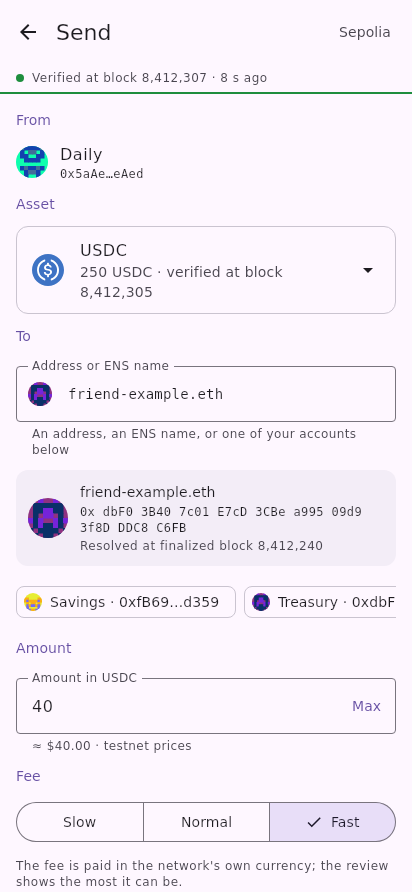 Send
Sepolia
Verified at block 8,412,307 · 8 s ago
From
Daily
0x5aAe…eAed
Asset
USDC
250 USDC · verified at block
8,412,305
To
Address or ENS name
friend-example.eth
An address, an ENS name, or one of your accounts
below
friend-example.eth
0x dbF0 3B40 7c01 E7cD 3CBe a995 09d9
3f8D DDC8 C6FB
Resolved at finalized block 8,412,240
Savings · 0xfB69…d359
Treasury · 0xdbF
Amount
Amount in USDC
40
Max
≈ $40.00 · testnet prices
Fee
Slow
Normal
Fast
The fee is paid in the network's own currency; the review
shows the most it can be.